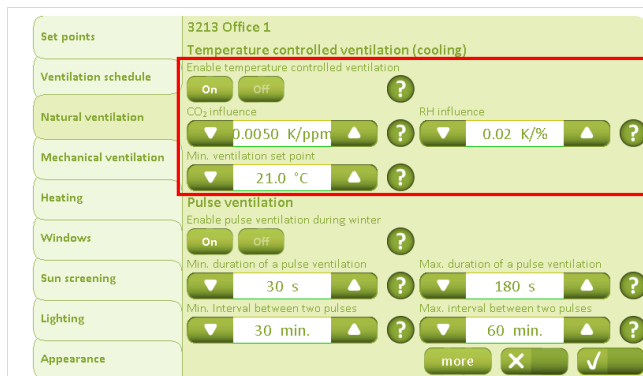 Set points
Ventilation schedule
Natural ventilation
Mechanical ventilation
Heating
Windows
Sun screening
Lighting
Appearance
3213 Office 1
Temperature controlled ventilation (cooling)
Enable temperature controlled ventilation
On Off ?
CO₂ influence RH influence
0.0050 K/ppm ? 0.02 K/% ?
Min. ventilation set point
21.0 °C ?
Pulse ventilation
Enable pulse ventilation during winter
On Off ?
Min. duration of a pulse ventilation Max. duration of a pulse ventilation
30 s ? 180 s ?
Min. Interval between two pulses Max. interval between two pulses
30 min. ? 60 min. ?
more